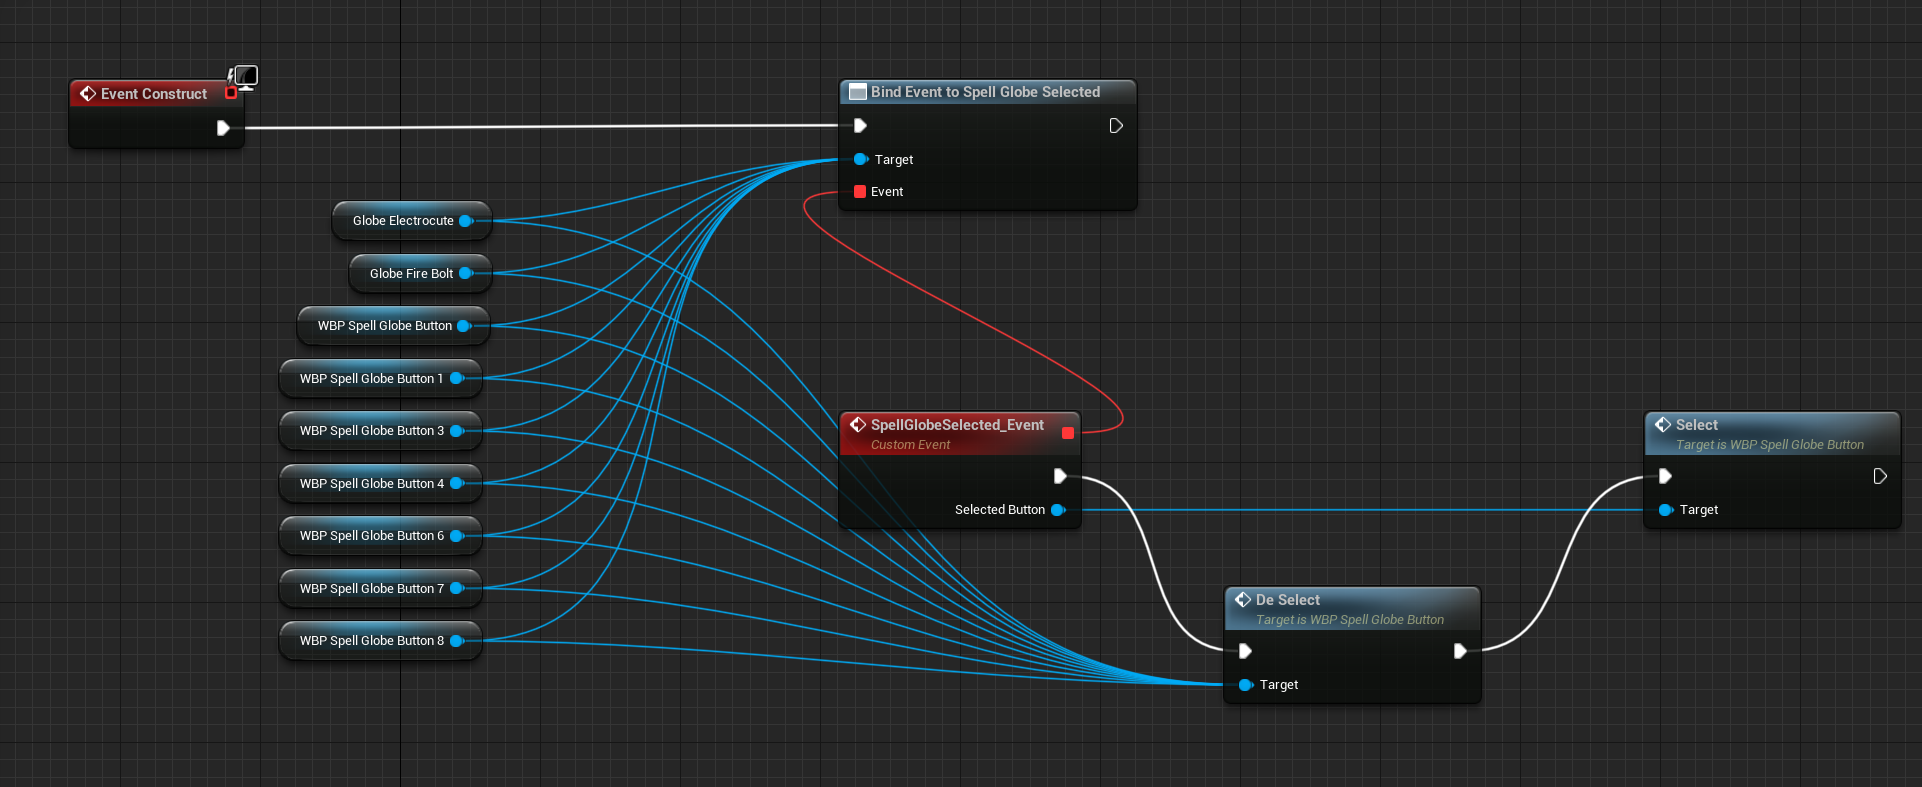 Event Construct
Bind Event to Spell Globe Selected
Target
Event
Globe Electrocute
Globe Fire Bolt
WBP Spell Globe Button
WBP Spell Globe Button 1
WBP Spell Globe Button 3
WBP Spell Globe Button 4
WBP Spell Globe Button 6
WBP Spell Globe Button 7
WBP Spell Globe Button 8
SpellGlobeSelected_Event
Custom Event
Selected Button
De Select
Target is WBP Spell Globe Button
Target
Select
Target is WBP Spell Globe Button
Target